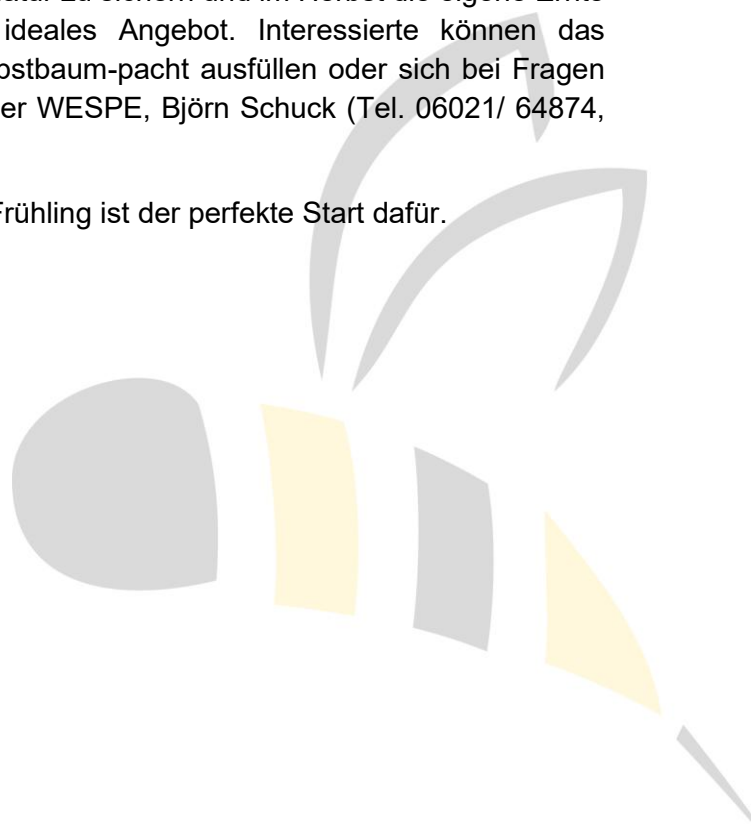 ideales Angebot. Interessierte können das
bstbaum-pacht ausfüllen oder sich bei Fragen
er WESPE, Björn Schuck (Tel. 06021/ 64874,
Frühling ist der perfekte Start dafür.